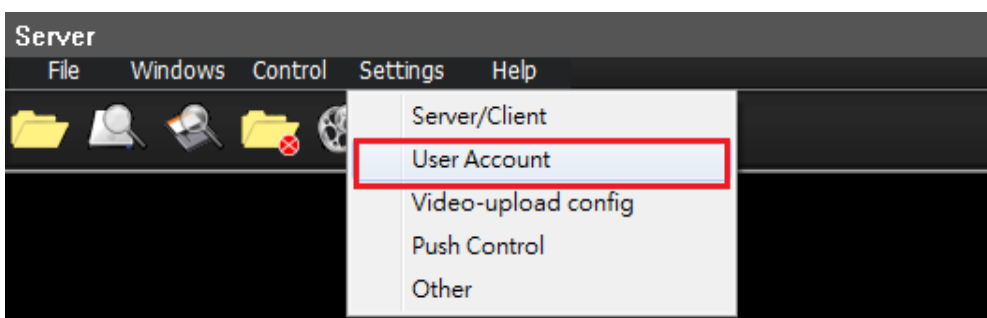 Server
File Windows Control Settings Help
Server/Client
User Account
Video-upload config
Push Control
Other